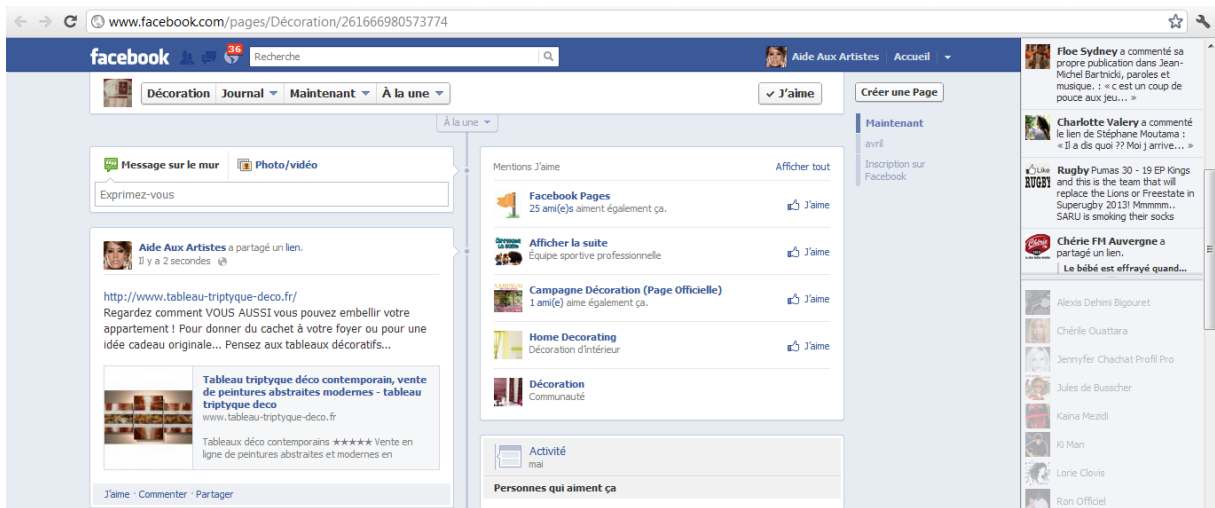 www.facebook.com/pages/Décoration/261666980573774
facebook
36
Recherche
Aide Aux Artistes
Accueil
Décoration
Journal
Maintenant
À la une
✓ J'aime
Créer une Page
À la une
Maintenant
avril
Inscription sur
Facebook
Message sur le mur
Photo/vidéo
Exprimez-vous
Aide Aux Artistes a partagé un lien.
Il y a 2 secondes
http://www.tableau-triptyque-deco.fr/
Regardez comment VOUS AUSSI vous pouvez embellir votre
appartement ! Pour donner du cachet à votre foyer ou pour une
idée cadeau originale... Pensez aux tableaux décoratifs...
Tableau triptyque déco contemporain, vente
de peintures abstraites modernes - tableau
triptyque deco
www.tableau-triptyque-deco.fr
Tableaux déco contemporains ★★★★★ Vente en
ligne de peintures abstraites et modernes en
J'aime · Commenter · Partager
Mentions J'aime
Afficher tout
Facebook Pages
25 ami(e)s aiment également ça.
J'aime
Afficher la suite
Équipe sportive professionnelle
J'aime
Campagne Décoration (Page Officielle)
1 ami(e) aime également ça.
J'aime
Home Decorating
Décoration d'intérieur
J'aime
Décoration
Communauté
Activité
mai
Personnes qui aiment ça
Floe Sydney a commenté sa
propre publication dans Jean-
Michel Bartnicki, paroles et
musique. : « c est un coup de
pouce aux jeu... »
Charlotte Valery a commenté
le lien de Stéphane Moutama :
« Il a dis quoi ?? Moi j arrive... »
Like
RUGBY
Rugby Pumas 30 - 19 EP Kings
and this is the team that will
replace the Lions or Freestate in
Superugby 2013! Mmmmm..
SARU is smoking their socks
Chérie
Chérie FM Auvergne a
partagé un lien.
Le bébé est effrayé quand...
Alexis Dehimi Bigouret
Chérile Ouattara
Jennyfer Chachat Profil Pro
Jules de Busscher
Kaina Mezidi
Ki Man
Lorie Clovis
Ron Officiel